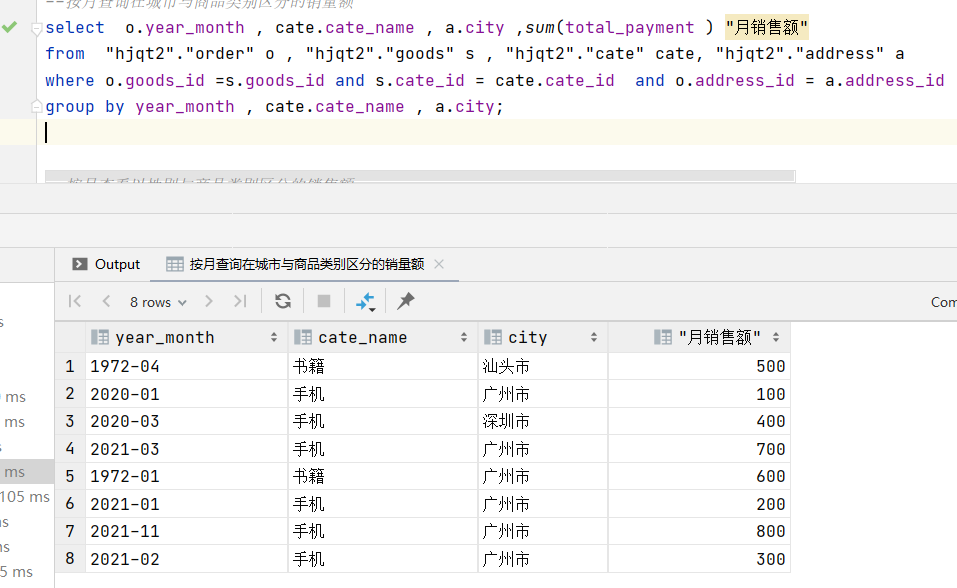 --按月查询在城市与商品类别区分的销量额
select  o.year_month , cate.cate_name , a.city ,sum(total_payment ) "月销售额"
from  "hjqt2"."order" o , "hjqt2"."goods" s , "hjqt2"."cate" cate, "hjqt2"."address" a
where o.goods_id =s.goods_id and s.cate_id = cate.cate_id  and o.address_id = a.address_id
group by year_month , cate.cate_name , a.city;
Output 按月查询在城市与商品类别区分的销量额
8 rows Com
year_month cate_name city "月销售额"
1 1972-04 书籍 汕头市 500
2 2020-01 手机 广州市 100
3 2020-03 手机 深圳市 400
4 2021-03 手机 广州市 700
5 1972-01 书籍 广州市 600
6 2021-01 手机 广州市 200
7 2021-11 手机 广州市 800
8 2021-02 手机 广州市 300
s
ms
ms
ms
105 ms
ms
5 ms